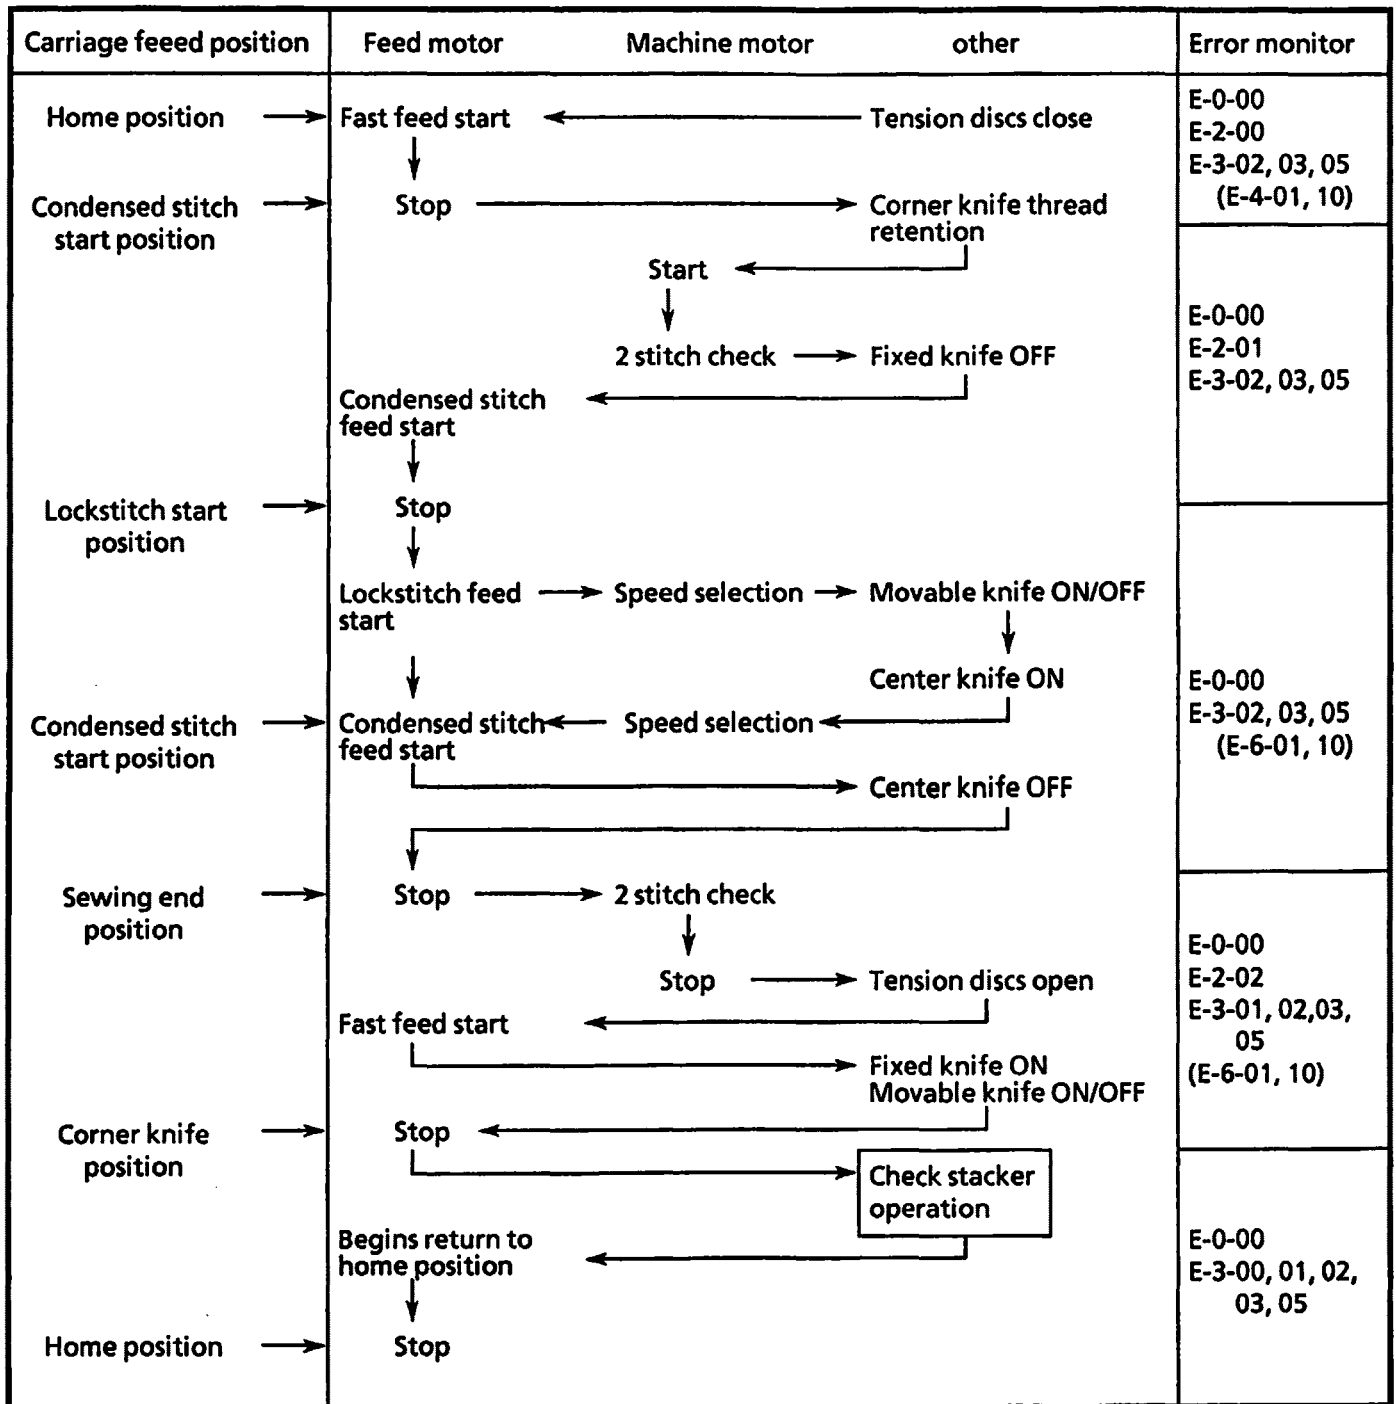 Carriage feeed position
Feed motor
Machine motor
other
Error monitor
Home position
Fast feed start
Tension discs close
E-0-00
E-2-00
E-3-02, 03, 05
(E-4-01, 10)
Condensed stitch
start position
Stop
Corner knife thread
retention
Start
2 stitch check
Fixed knife OFF
E-0-00
E-2-01
E-3-02, 03, 05
Condensed stitch
feed start
Lockstitch start
position
Stop
Lockstitch feed
start
Speed selection
Movable knife ON/OFF
Center knife ON
E-0-00
E-3-02, 03, 05
(E-6-01, 10)
Condensed stitch
start position
Condensed stitch
feed start
Speed selection
Center knife OFF
Sewing end
position
Stop
2 stitch check
Stop
Tension discs open
E-0-00
E-2-02
E-3-01, 02,03,
05
(E-6-01, 10)
Fast feed start
Fixed knife ON
Movable knife ON/OFF
Corner knife
position
Stop
Check stacker
operation
Begins return to
home position
E-0-00
E-3-00, 01, 02,
03, 05
Home position
Stop